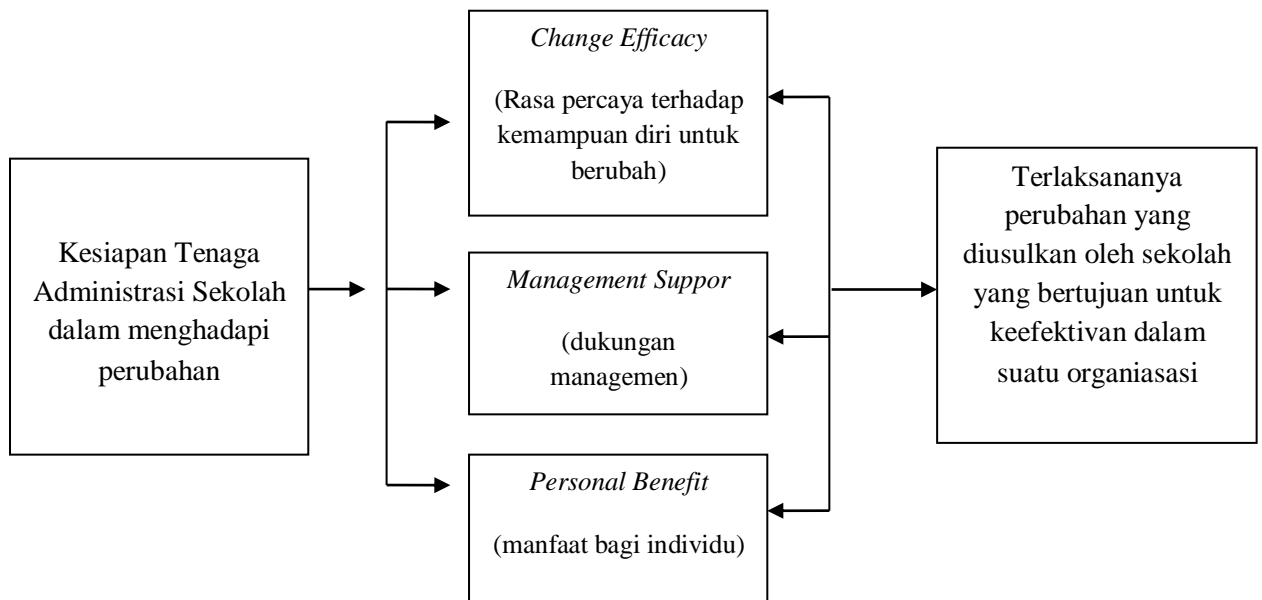 Kesiapan Tenaga
Administrasi Sekolah
dalam menghadapi
perubahan
Change Efficacy
(Rasa percaya terhadap
kemampuan diri untuk
berubah)
Management Suppor
(dukungan
managemen)
Personal Benefit
(manfaat bagi individu)
Terlaksananya
perubahan yang
diusulkan oleh sekolah
yang bertujuan untuk
keefektivan dalam
suatu organiasasi